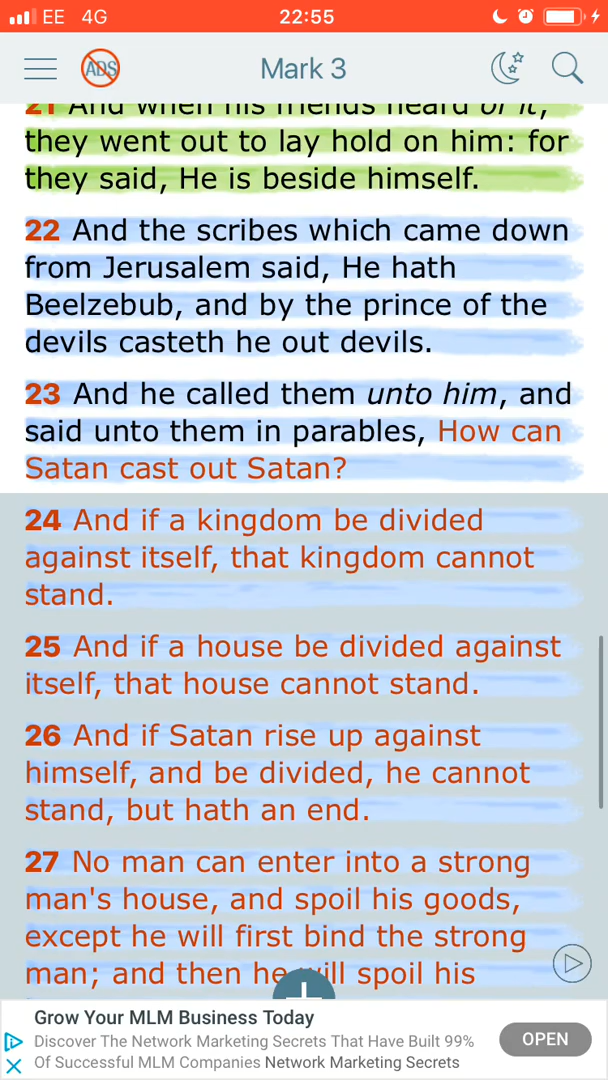 EE 4G 22:55
ADS Mark 3
21 And when his friends heard of it,
they went out to lay hold on him: for
they said, He is beside himself.
22 And the scribes which came down
from Jerusalem said, He hath
Beelzebub, and by the prince of the
devils casteth he out devils.
23 And he called them unto him, and
said unto them in parables, How can
Satan cast out Satan?
24 And if a kingdom be divided
against itself, that kingdom cannot
stand.
25 And if a house be divided against
itself, that house cannot stand.
26 And if Satan rise up against
himself, and be divided, he cannot
stand, but hath an end.
27 No man can enter into a strong
man's house, and spoil his goods,
except he will first bind the strong
man; and then he will spoil his
Grow Your MLM Business Today
Discover The Network Marketing Secrets That Have Built 99%
Of Successful MLM Companies Network Marketing Secrets
OPEN